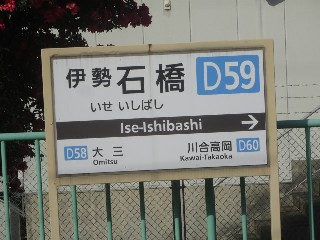 伊勢石橋 D59
いせ いしばし
Ise-Ishibashi →
D58 大三 川合高岡 D60
Omitsu Kawai-Takaoka